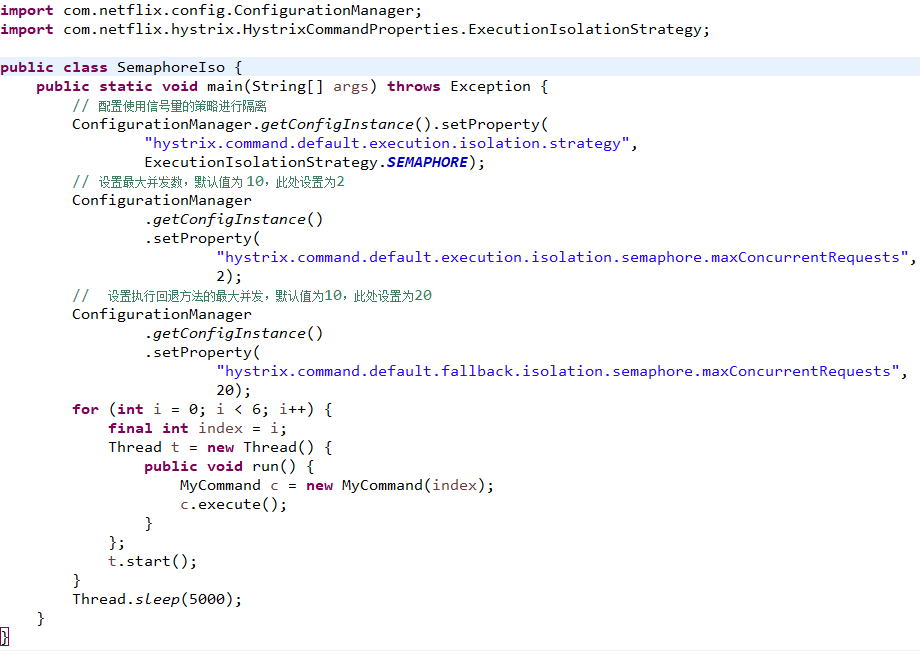 import com.netflix.config.ConfigurationManager;
import com.netflix.hystrix.HystrixCommandProperties.ExecutionIsolationStrategy;

public class SemaphoreIso {
    public static void main(String[] args) throws Exception {
        // 配置使用信号量的策略进行隔离
        ConfigurationManager.getConfigInstance().setProperty(
                "hystrix.command.default.execution.isolation.strategy",
                ExecutionIsolationStrategy.SEMAPHORE);
        // 设置最大并发数，默认值为 10，此处设置为2
        ConfigurationManager
                .getConfigInstance()
                .setProperty(
                        "hystrix.command.default.execution.isolation.semaphore.maxConcurrentRequests",
                        2);
        //  设置执行回退方法的最大并发，默认值为10，此处设置为20
        ConfigurationManager
                .getConfigInstance()
                .setProperty(
                        "hystrix.command.default.fallback.isolation.semaphore.maxConcurrentRequests",
                        20);
        for (int i = 0; i < 6; i++) {
            final int index = i;
            Thread t = new Thread() {
                public void run() {
                    MyCommand c = new MyCommand(index);
                    c.execute();
                }
            };
            t.start();
        }
        Thread.sleep(5000);
    }
}